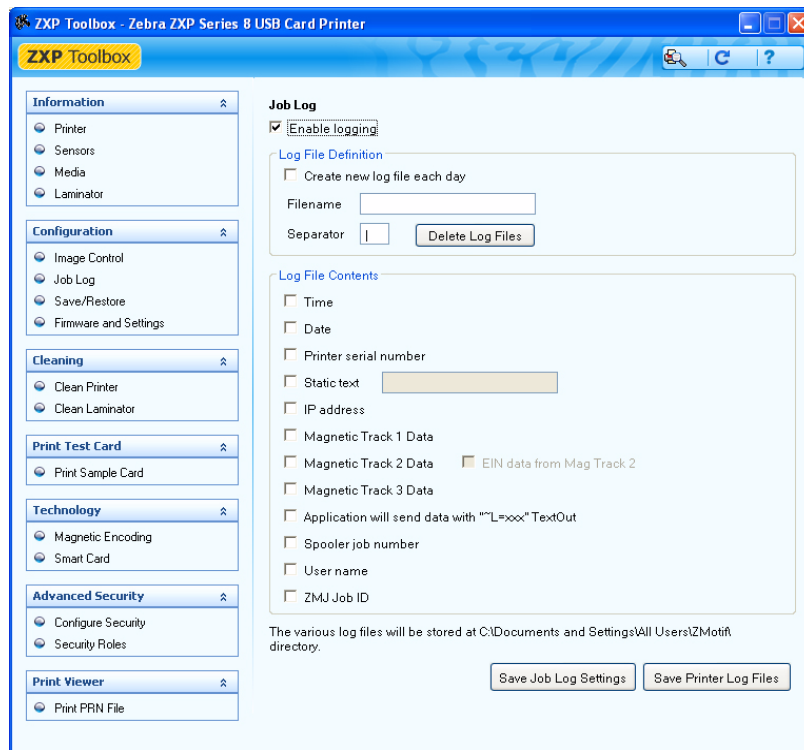 ZXP Toolbox - Zebra ZXP Series 8 USB Card Printer
ZXP Toolbox
?
Information
Printer
Sensors
Media
Laminator
Configuration
Image Control
Job Log
Save/Restore
Firmware and Settings
Cleaning
Clean Printer
Clean Laminator
Print Test Card
Print Sample Card
Technology
Magnetic Encoding
Smart Card
Advanced Security
Configure Security
Security Roles
Print Viewer
Print PRN File
Job Log
Enable logging
Log File Definition
Create new log file each day
Filename
Separator |
Delete Log Files
Log File Contents
Time
Date
Printer serial number
Static text
IP address
Magnetic Track 1 Data
Magnetic Track 2 Data EIN data from Mag Track 2
Magnetic Track 3 Data
Application will send data with "~L=xxx" TextOut
Spooler job number
User name
ZMJ Job ID
The various log files will be stored at C:\Documents and Settings\All Users\ZMotif\
directory.
Save Job Log Settings Save Printer Log Files